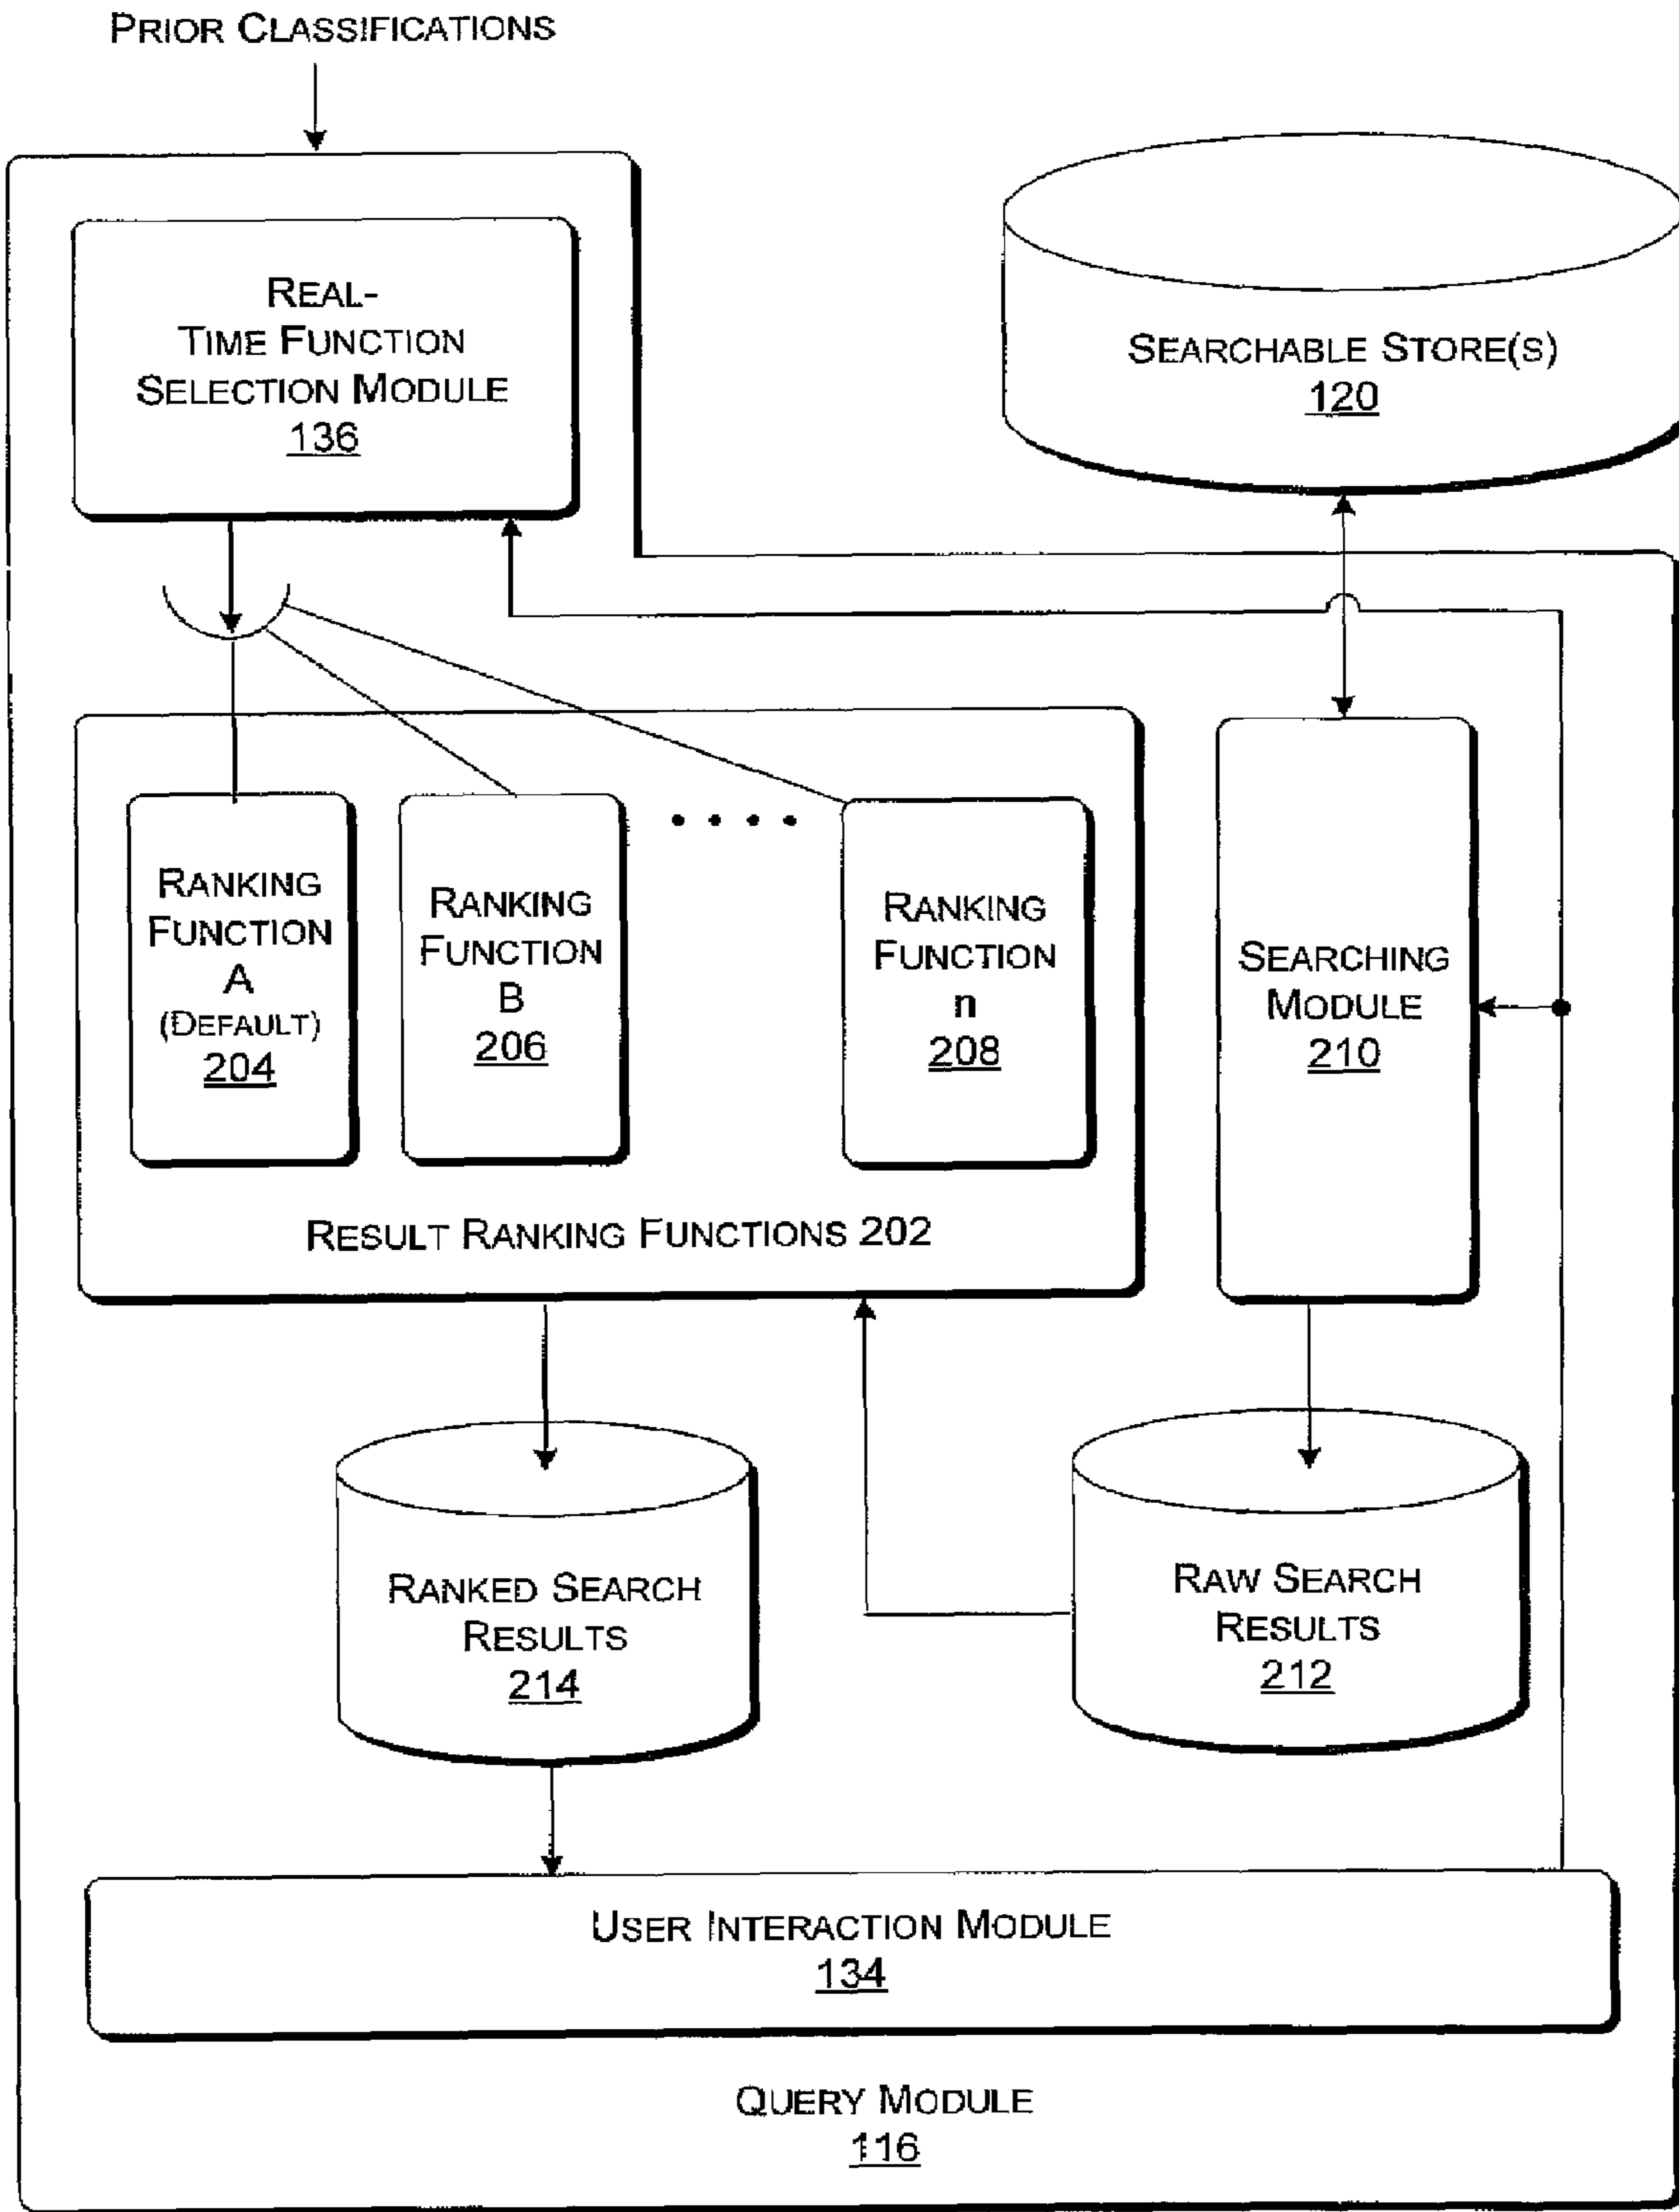 PRIOR CLASSIFICATIONS
REAL-
TIME FUNCTION
SELECTION MODULE
136
SEARCHABLE STORE(S)
120
RANKING
FUNCTION
A
(DEFAULT)
204
RANKING
FUNCTION
B
206
RANKING
FUNCTION
n
208
RESULT RANKING FUNCTIONS 202
SEARCHING
MODULE
210
RANKED SEARCH
RESULTS
214
RAW SEARCH
RESULTS
212
USER INTERACTION MODULE
134
QUERY MODULE
116